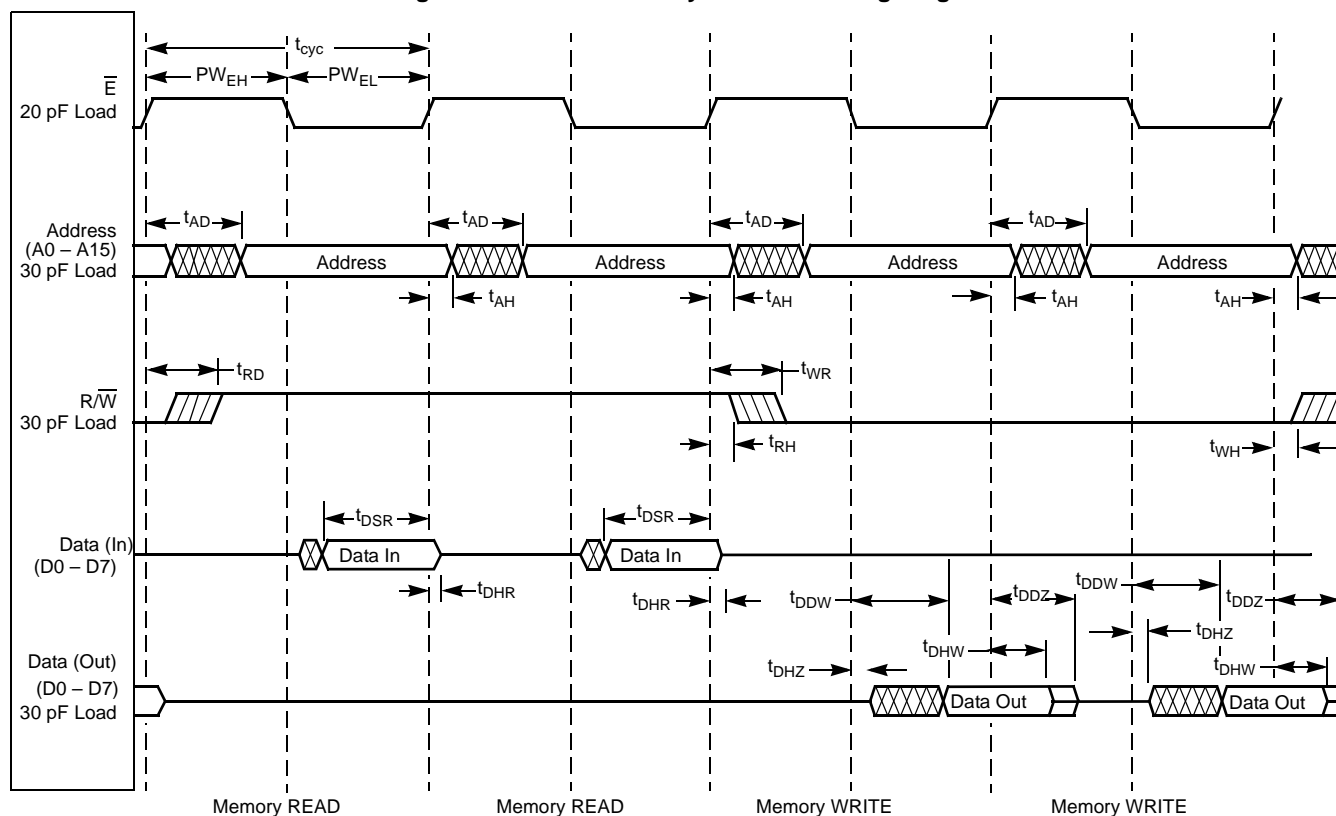 t_cyc
PW_EH PW_EL
E̅
20 pF Load
t_AD t_AD t_AD t_AD
Address
(A0 – A15)
30 pF Load
Address Address Address Address
t_AH t_AH t_AH t_AH
t_RD t_WR
R/W̅
30 pF Load
t_RH t_WH
t_DSR t_DSR
Data (In)
(D0 – D7)
Data In Data In
t_DHR t_DHR t_DDW t_DDZ t_DDW t_DDZ
t_DHZ t_DHW t_DHZ t_DHW
Data (Out)
(D0 – D7)
30 pF Load
Data Out Data Out
Memory READ Memory READ Memory WRITE Memory WRITE